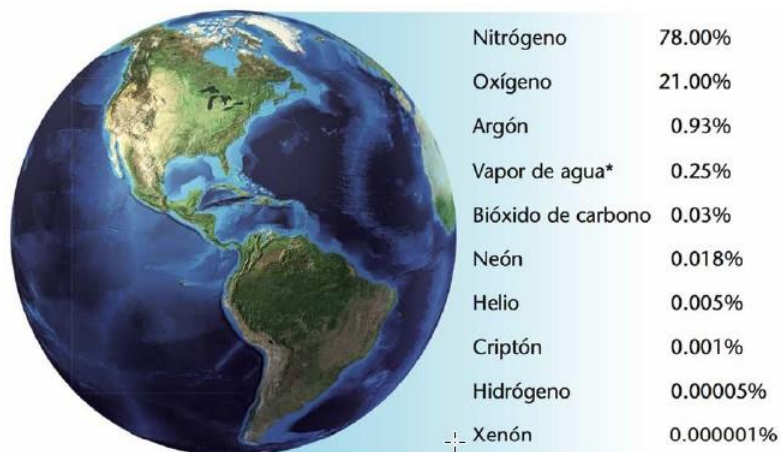 Nitrógeno 78.00%
Oxígeno 21.00%
Argón 0.93%
Vapor de agua* 0.25%
Bióxido de carbono 0.03%
Neón 0.018%
Helio 0.005%
Criptón 0.001%
Hidrógeno 0.00005%
Xenón 0.000001%